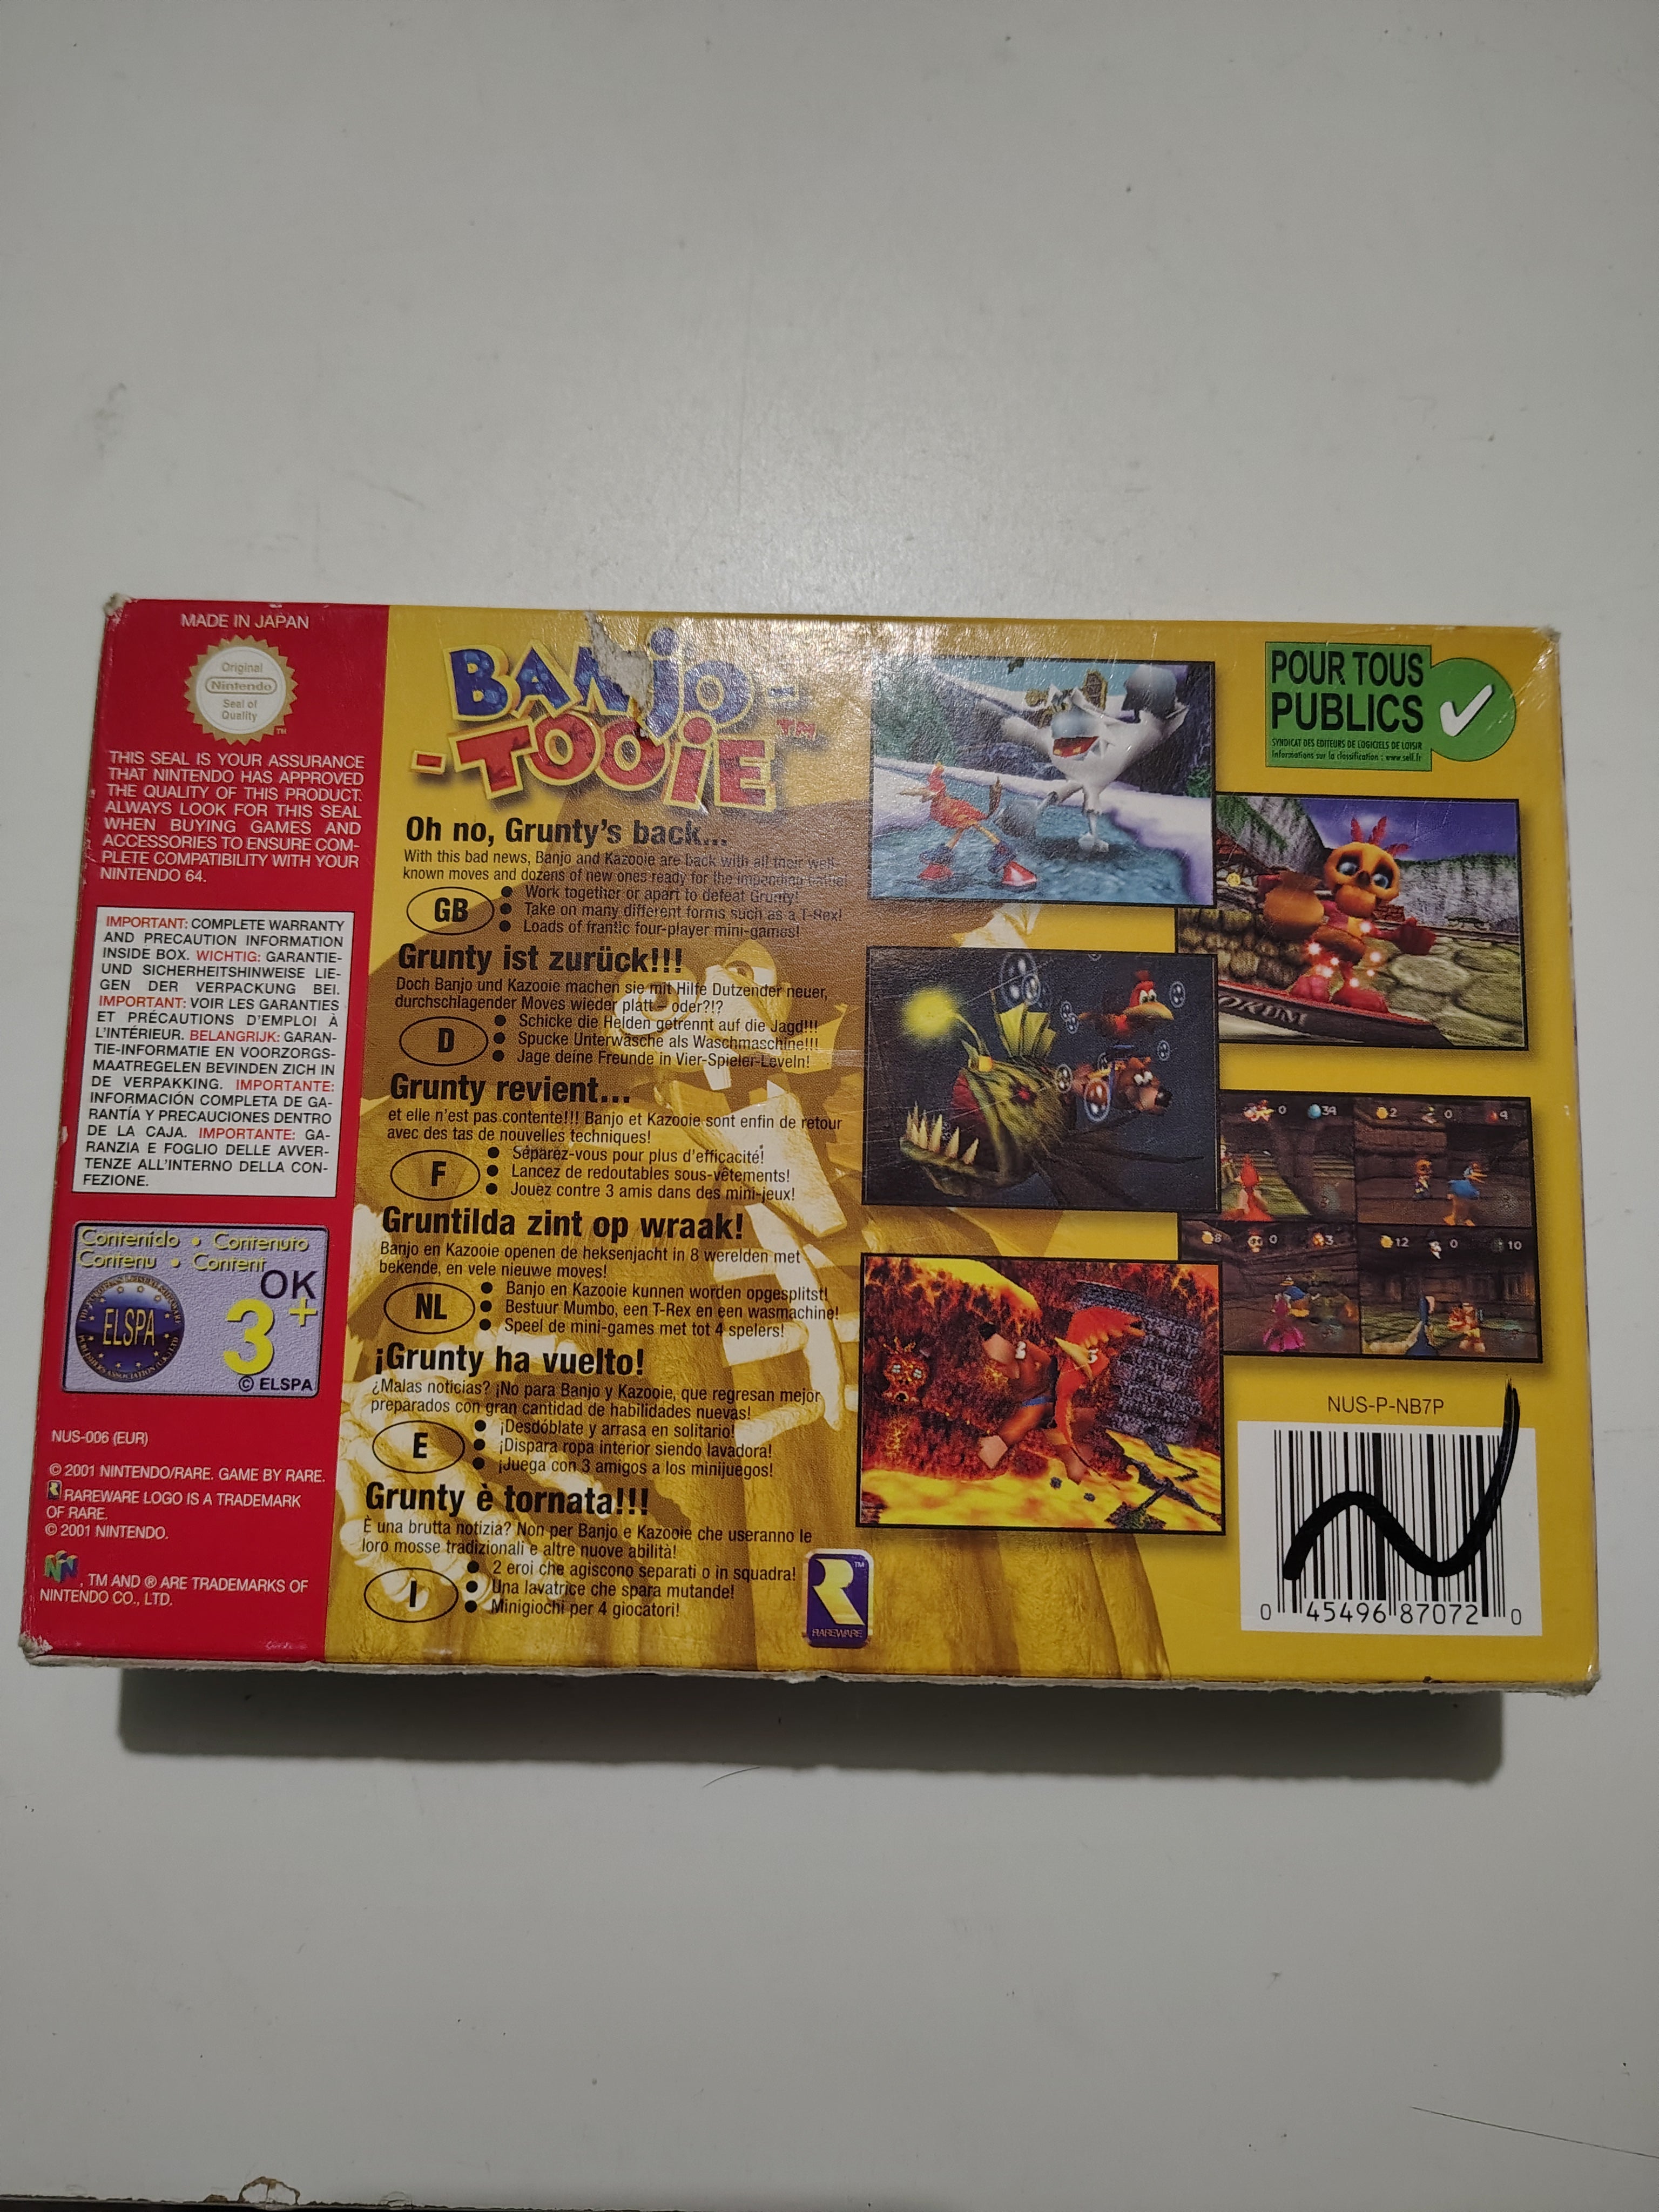 MADE IN JAPAN
Original
Nintendo
Seal of
Quality
TM
THIS SEAL IS YOUR ASSURANCE
THAT NINTENDO HAS APPROVED
THE QUALITY OF THIS PRODUCT.
ALWAYS LOOK FOR THIS SEAL
WHEN BUYING GAMES AND
ACCESSORIES TO ENSURE COM-
PLETE COMPATIBILITY WITH YOUR
NINTENDO 64.
IMPORTANT: COMPLETE WARRANTY
AND PRECAUTION INFORMATION
INSIDE BOX. WICHTIG: GARANTIE-
UND SICHERHEITSHINWEISE LIE-
GEN DER VERPACKUNG BEI.
IMPORTANT: VOIR LES GARANTIES
ET PRÉCAUTIONS D'EMPLOI À
L'INTÉRIEUR. BELANGRIJK: GARAN-
TIE-INFORMATIE EN VOORZORGS-
MAATREGELEN BEVINDEN ZICH IN
DE VERPAKKING. IMPORTANTE:
INFORMACIÓN COMPLETA DE GA-
RANTÍA Y PRECAUCIONES DENTRO
DE LA CAJA. IMPORTANTE: GA-
RANZIA E FOGLIO DELLE AVVER-
TENZE ALL'INTERNO DELLA CON-
FEZIONE.
Contenido • Contenuto
Contenu • Content
OK
ELSPA
3+
© ELSPA
NUS-006 (EUR)
© 2001 NINTENDO/RARE. GAME BY RARE.
RAREWARE LOGO IS A TRADEMARK
OF RARE.
© 2001 NINTENDO.
, TM AND ® ARE TRADEMARKS OF
NINTENDO CO., LTD.
BANJO-
-TOOIE™
Oh no, Grunty's back...
With this bad news, Banjo and Kazooie are back with all their well-
known moves and dozens of new ones ready for the impending battle!
GB
● Work together or apart to defeat Grunty!
● Take on many different forms such as a T-Rex!
● Loads of frantic four-player mini-games!
Grunty ist zurück!!!
Doch Banjo und Kazooie machen sie mit Hilfe Dutzender neuer,
durchschlagender Moves wieder platt – oder?!?
D
● Schicke die Helden getrennt auf die Jagd!!!
● Spucke Unterwäsche als Waschmaschine!!!
● Jage deine Freunde in Vier-Spieler-Leveln!
Grunty revient...
et elle n'est pas contente!!! Banjo et Kazooie sont enfin de retour
avec des tas de nouvelles techniques!
F
● Séparez-vous pour plus d'efficacité!
● Lancez de redoutables sous-vêtements!
● Jouez contre 3 amis dans des mini-jeux!
Gruntilda zint op wraak!
Banjo en Kazooie openen de heksenjacht in 8 werelden met
bekende, en vele nieuwe moves!
NL
● Banjo en Kazooie kunnen worden opgesplitst!
● Bestuur Mumbo, een T-Rex en een wasmachine!
● Speel de mini-games met tot 4 spelers!
¡Grunty ha vuelto!
¿Malas noticias? ¡No para Banjo y Kazooie, que regresan mejor
preparados con gran cantidad de habilidades nuevas!
E
● ¡Desdóblate y arrasa en solitario!
● ¡Dispara ropa interior siendo lavadora!
● ¡Juega con 3 amigos a los minijuegos!
Grunty è tornata!!!
È una brutta notizia? Non per Banjo e Kazooie che useranno le
loro mosse tradizionali e altre nuove abilità!
I
● 2 eroi che agiscono separati o in squadra!
● Una lavatrice che spara mutande!
● Minigiochi per 4 giocatori!
R
TM
RAREWARE
POUR TOUS
PUBLICS
SYNDICAT DES EDITEURS DE LOGICIELS DE LOISIR
Informations sur la classification : www.sell.fr
OKUM
0 34 2 0 4
8 0 3 12 0 10
NUS-P-NB7P
0 45496 87072 0